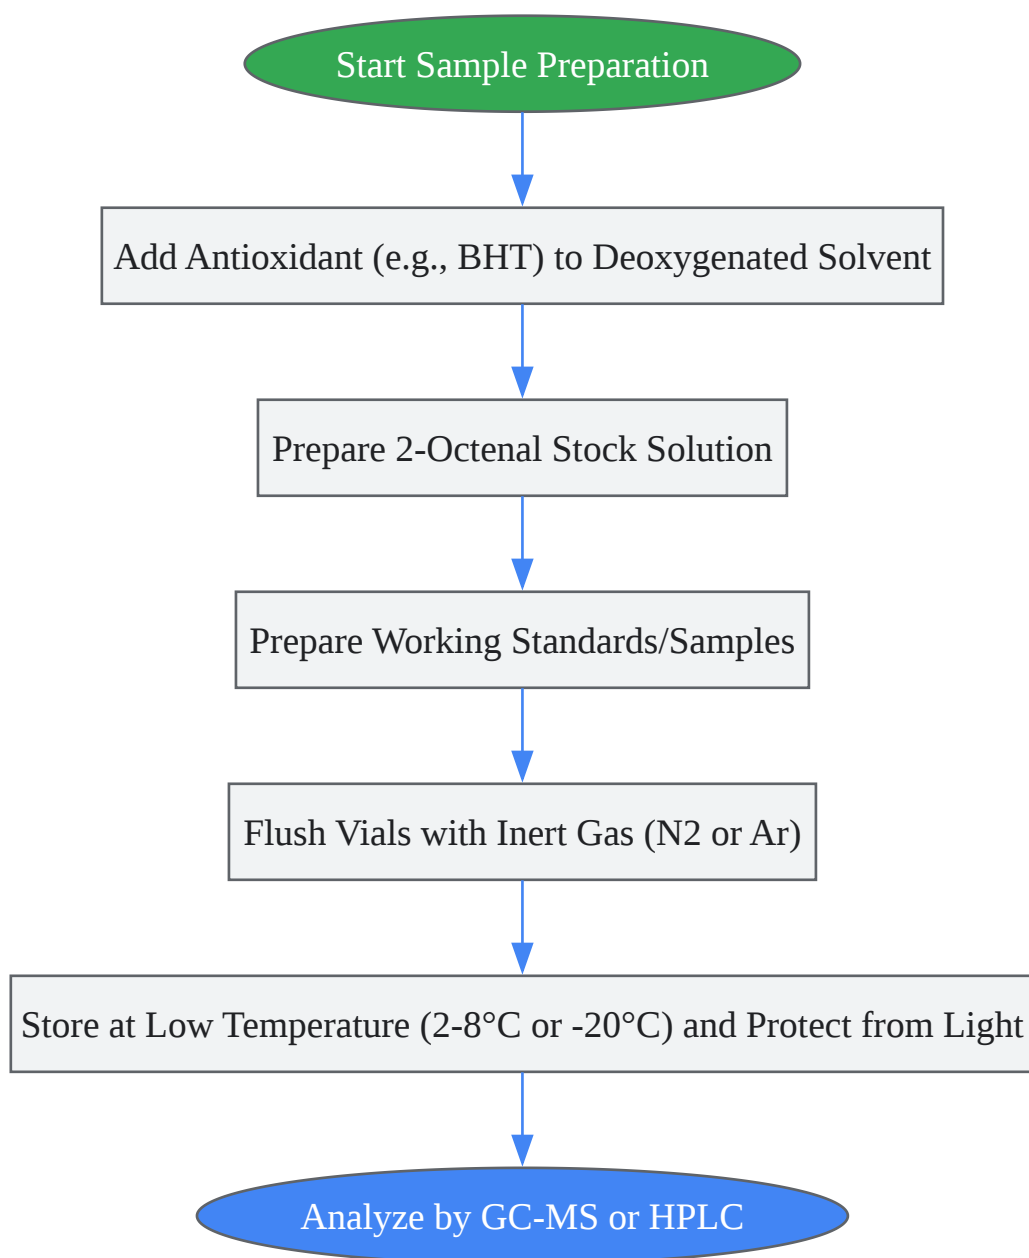 Start Sample Preparation
Add Antioxidant (e.g., BHT) to Deoxygenated Solvent
Prepare 2-Octenal Stock Solution
Prepare Working Standards/Samples
Flush Vials with Inert Gas (N2 or Ar)
Store at Low Temperature (2-8°C or -20°C) and Protect from Light
Analyze by GC-MS or HPLC